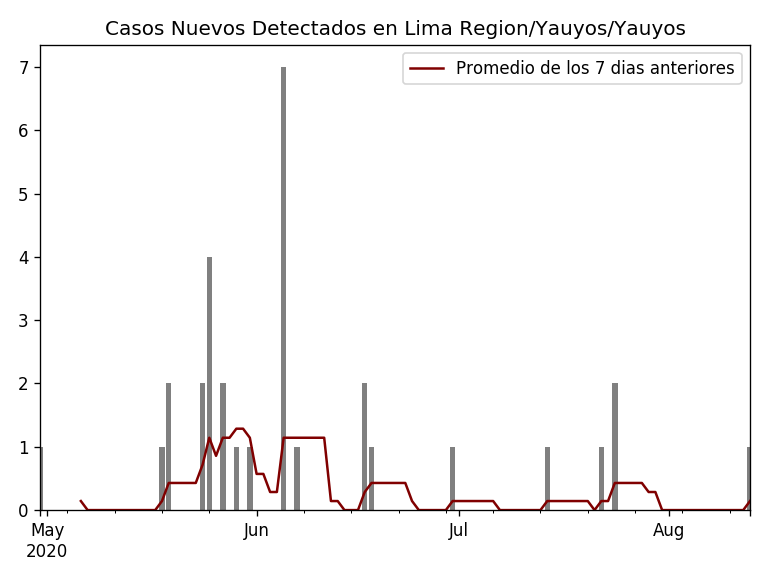 Casos Nuevos Detectados en Lima Region/Yauyos/Yauyos
Promedio de los 7 dias anteriores
7
6
5
4
3
2
1
0
May
2020
Jun
Jul
Aug